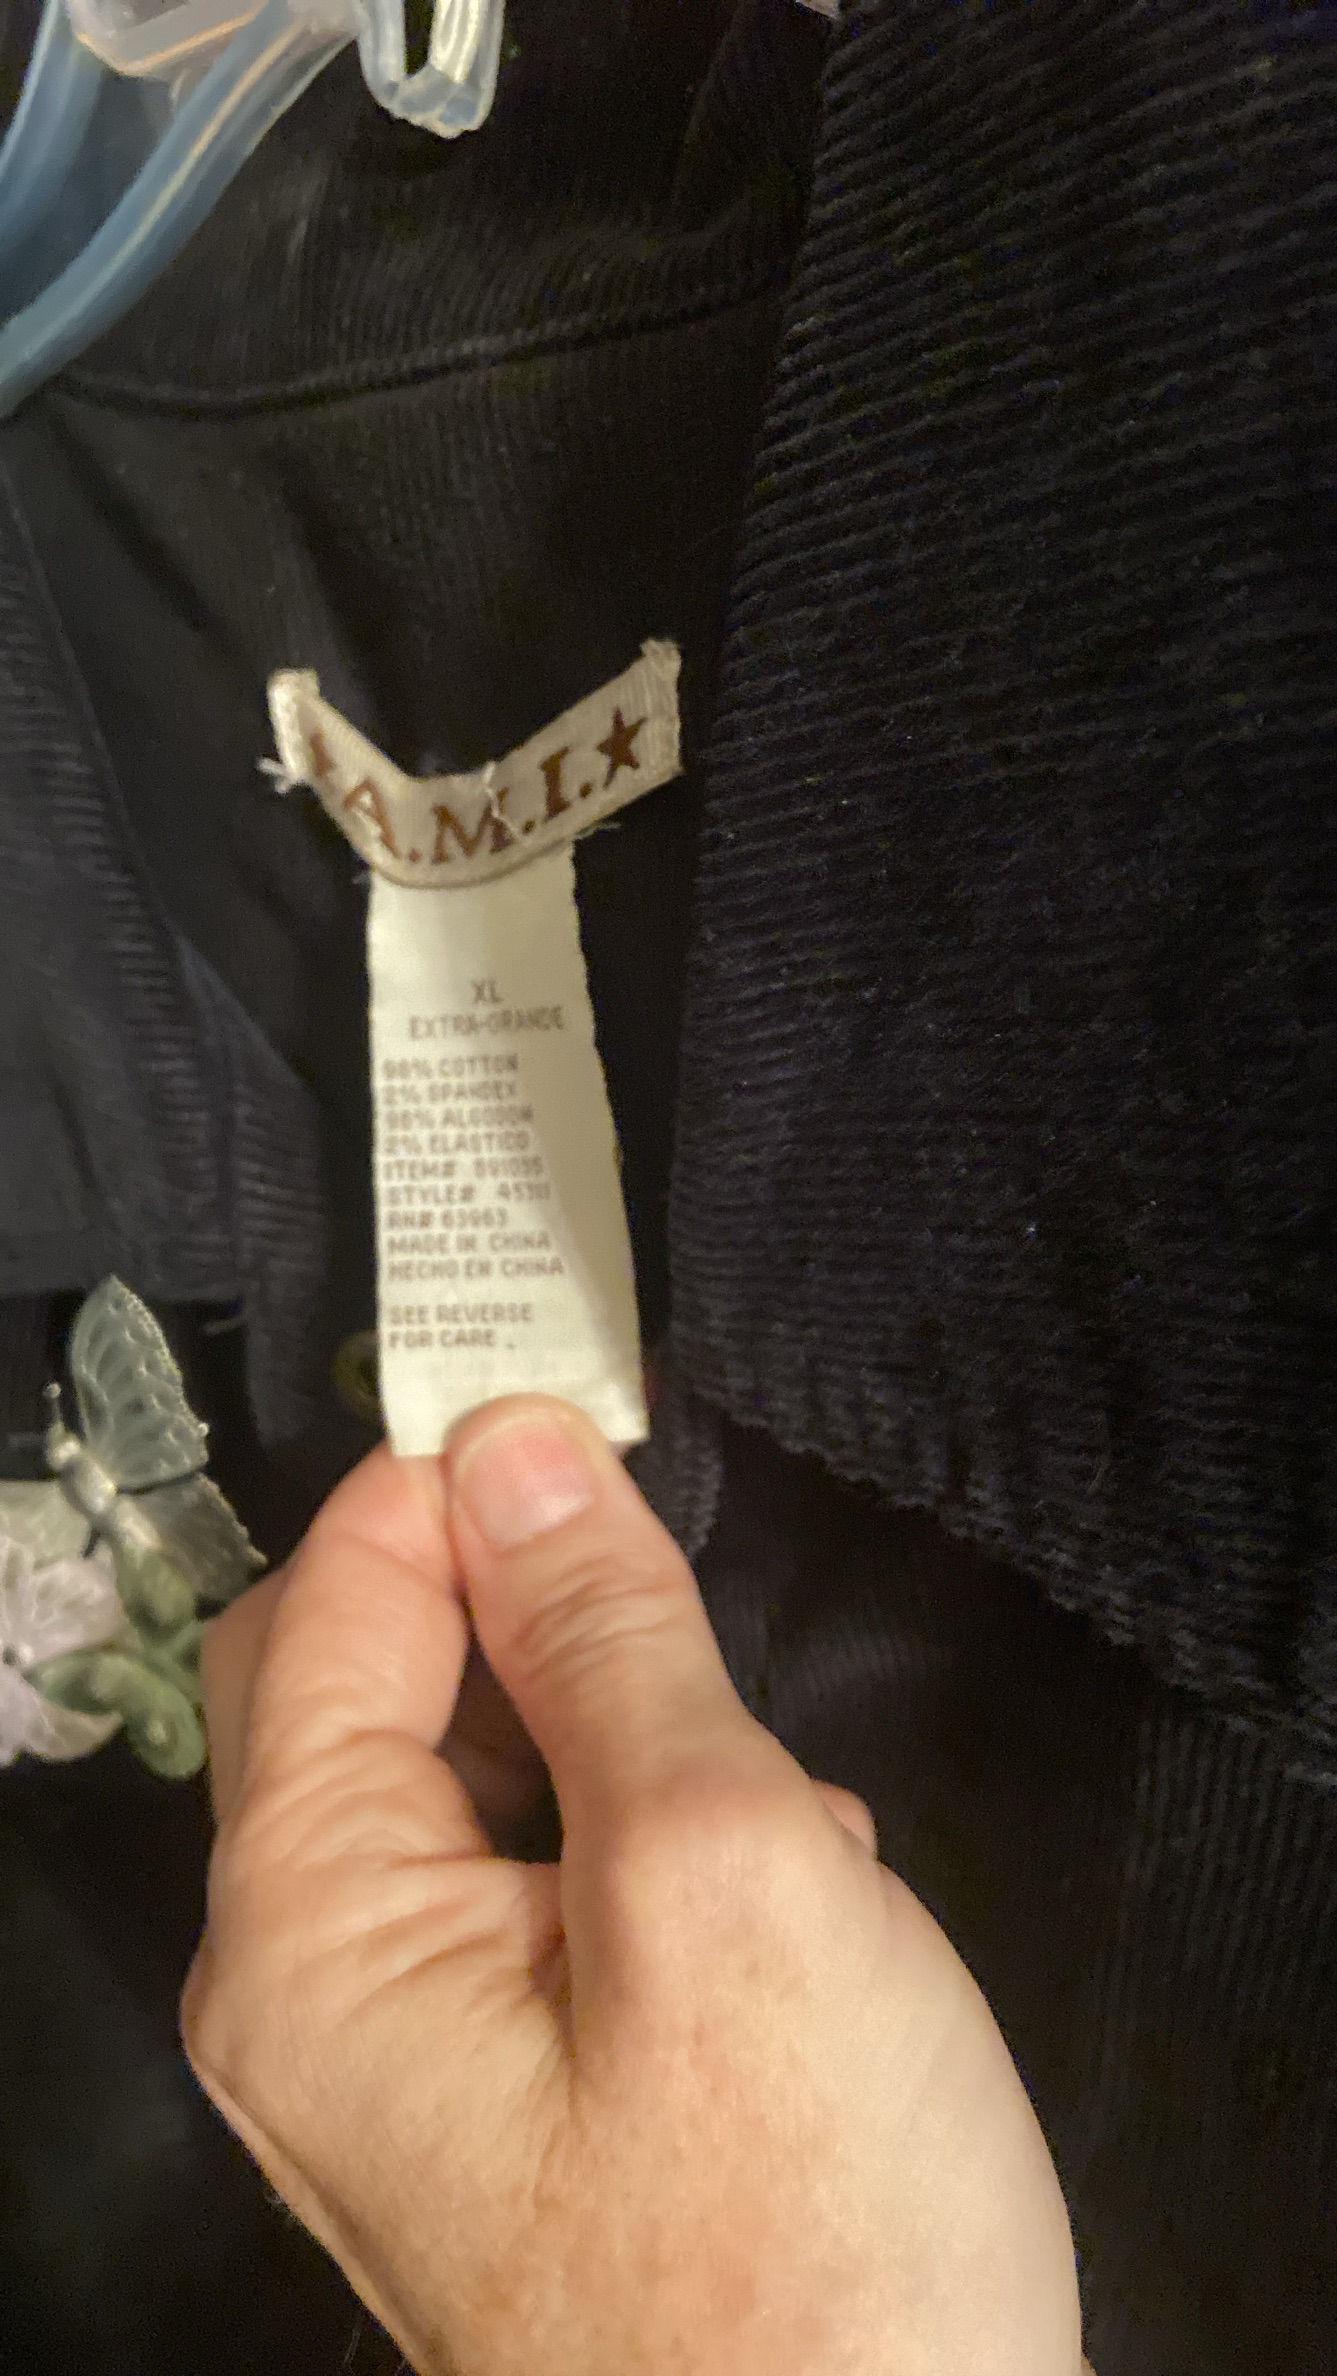 ★A.M.I.★
XL
EXTRA-GRANDE
98% COTTON
2% SPANDEX
98% ALGODON
2% ELASTICO
ITEM#
STYLE#
RN# 63963
MADE IN CHINA
HECHO EN CHINA
SEE REVERSE
FOR CARE .